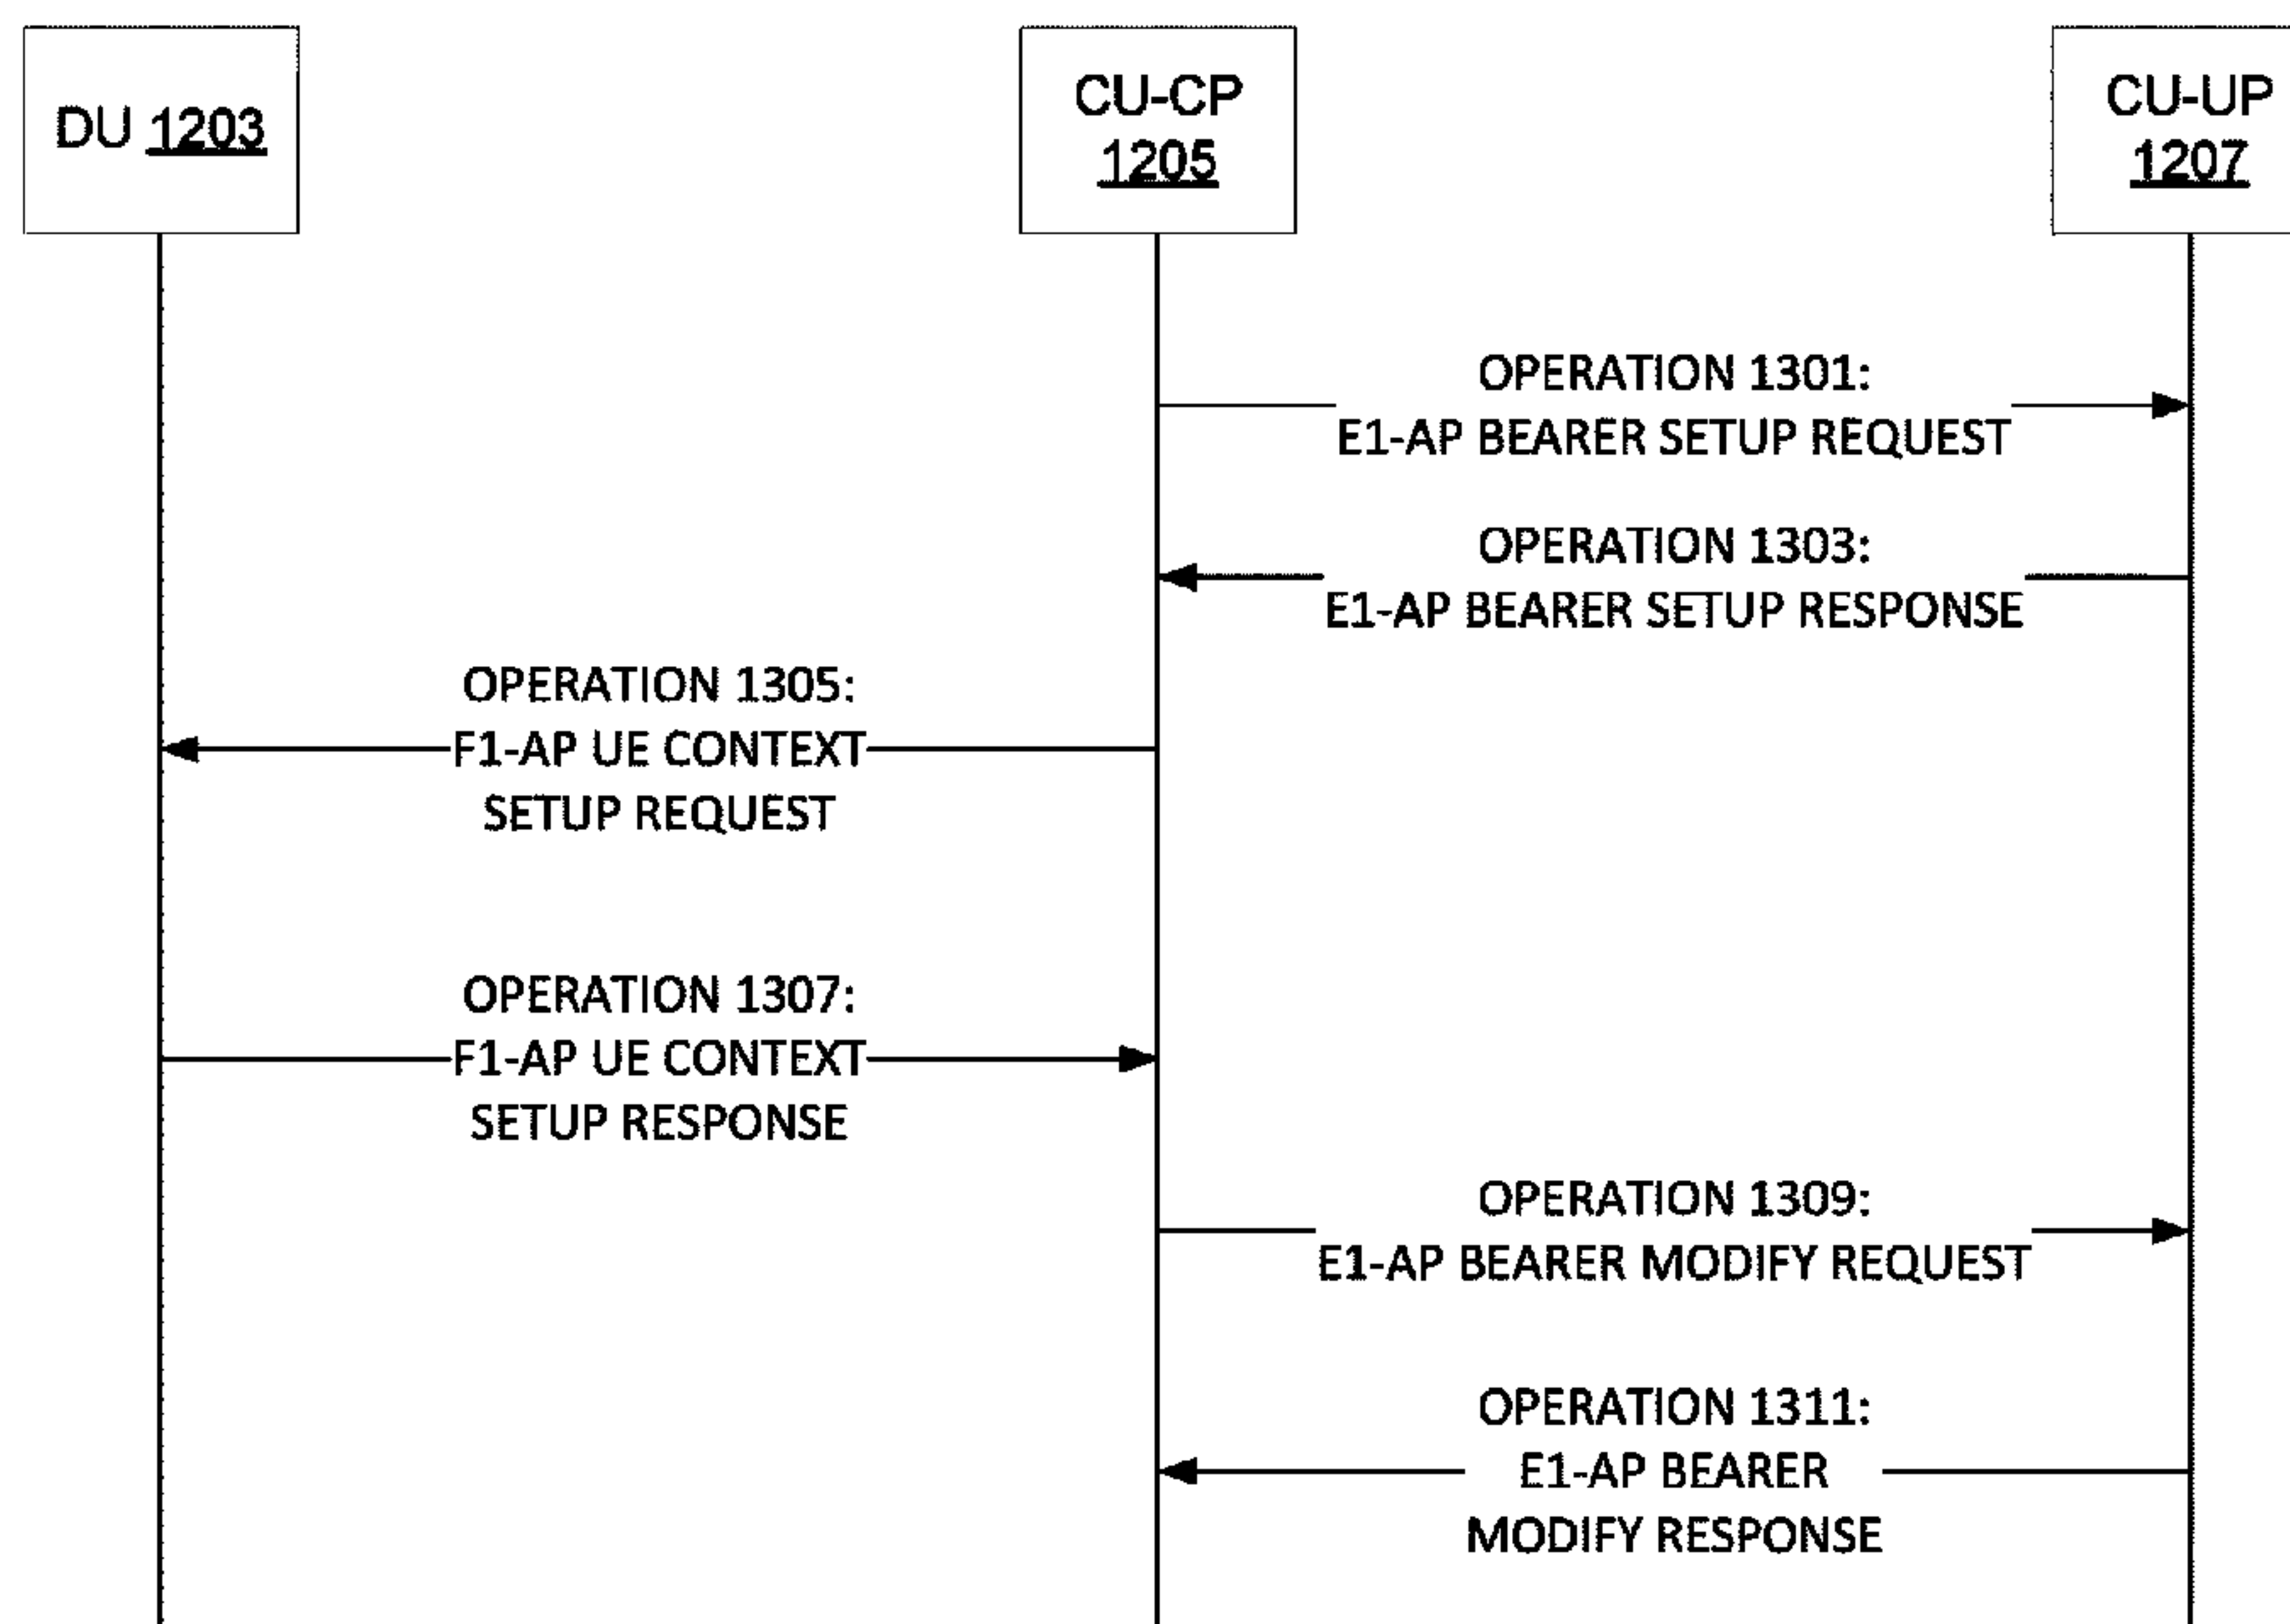 DU 1203
CU-CP
1205
CU-UP
1207
OPERATION 1301:
E1-AP BEARER SETUP REQUEST
OPERATION 1303:
E1-AP BEARER SETUP RESPONSE
OPERATION 1305:
F1-AP UE CONTEXT
SETUP REQUEST
OPERATION 1307:
F1-AP UE CONTEXT
SETUP RESPONSE
OPERATION 1309:
E1-AP BEARER MODIFY REQUEST
OPERATION 1311:
E1-AP BEARER
MODIFY RESPONSE